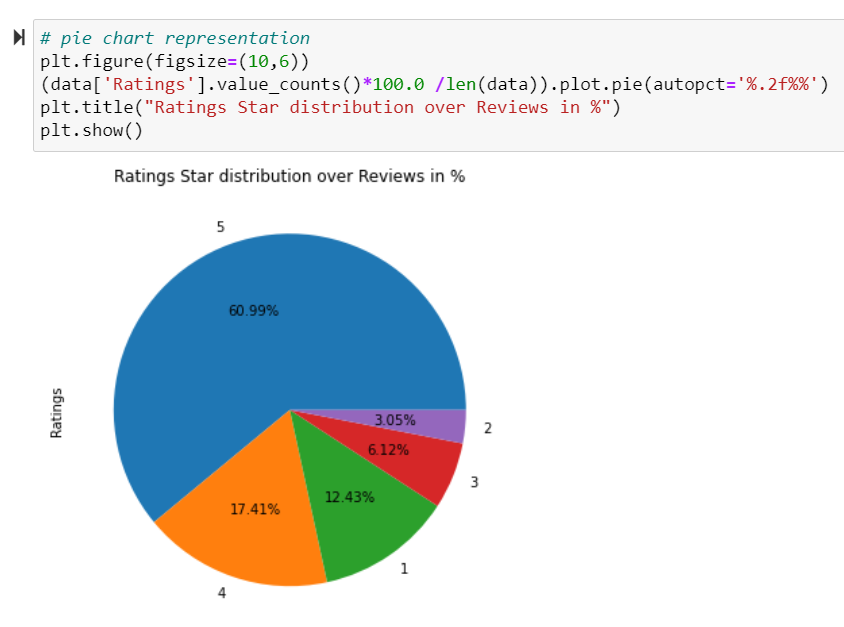 # pie chart representation
plt.figure(figsize=(10,6))
(data['Ratings'].value_counts()*100.0 /len(data)).plot.pie(autopct='%.2f%%')
plt.title("Ratings Star distribution over Reviews in %")
plt.show()
Ratings Star distribution over Reviews in %
5
60.99%
Ratings
3.05%
2
6.12%
3
12.43%
17.41%
1
4